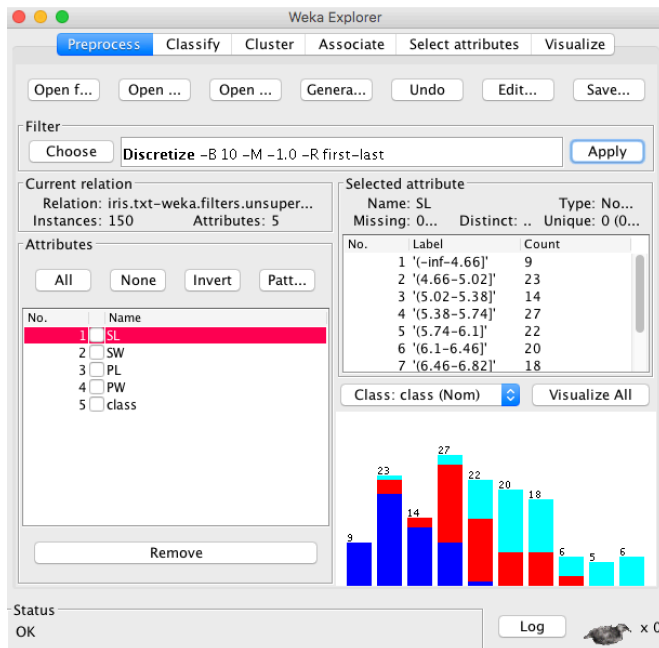 Weka Explorer
Preprocess Classify Cluster Associate Select attributes Visualize
Open f... Open ... Open ... Genera... Undo Edit... Save...
Filter
Choose Discretize -B 10 -M -1.0 -R first-last Apply
Current relation
Relation: iris.txt-weka.filters.unsuper...
Instances: 150 Attributes: 5
Attributes
All None Invert Patt...
No. Name
1 SL
2 SW
3 PL
4 PW
5 class
Remove
Selected attribute
Name: SL Type: No...
Missing: 0... Distinct: .. Unique: 0 (0...
No. Label Count
1 '(-inf-4.66]' 9
2 '(4.66-5.02]' 23
3 '(5.02-5.38]' 14
4 '(5.38-5.74]' 27
5 '(5.74-6.1]' 22
6 '(6.1-6.46]' 20
7 '(6.46-6.82]' 18
Class: class (Nom) Visualize All
9 23 14 27 22 20 18 6 5 6
Status
OK
Log x 0